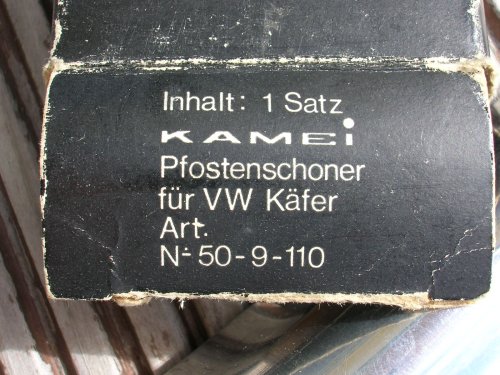 Inhalt: 1 Satz
KAMEi
Pfostenschoner
für VW Käfer
Art.
N- 50-9-110